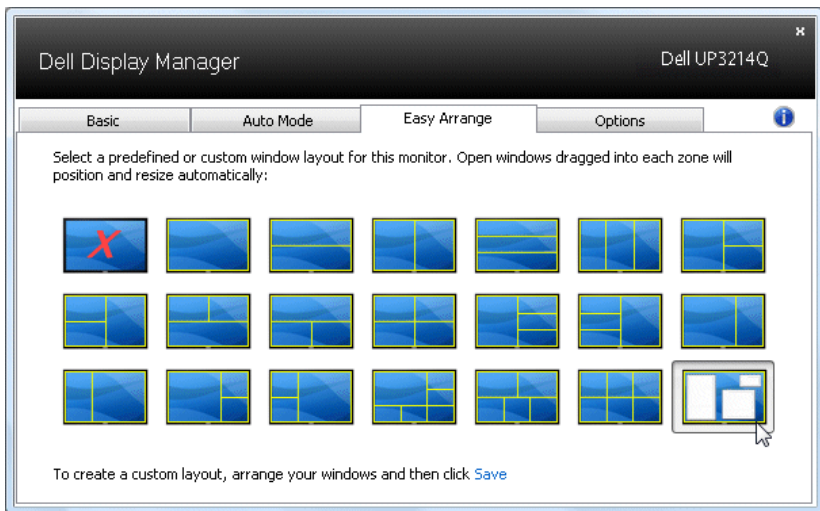 x
Dell Display Manager
Dell UP3214Q
Basic
Auto Mode
Easy Arrange
Options
i
Select a predefined or custom window layout for this monitor. Open windows dragged into each zone will
position and resize automatically:
X
To create a custom layout, arrange your windows and then click Save